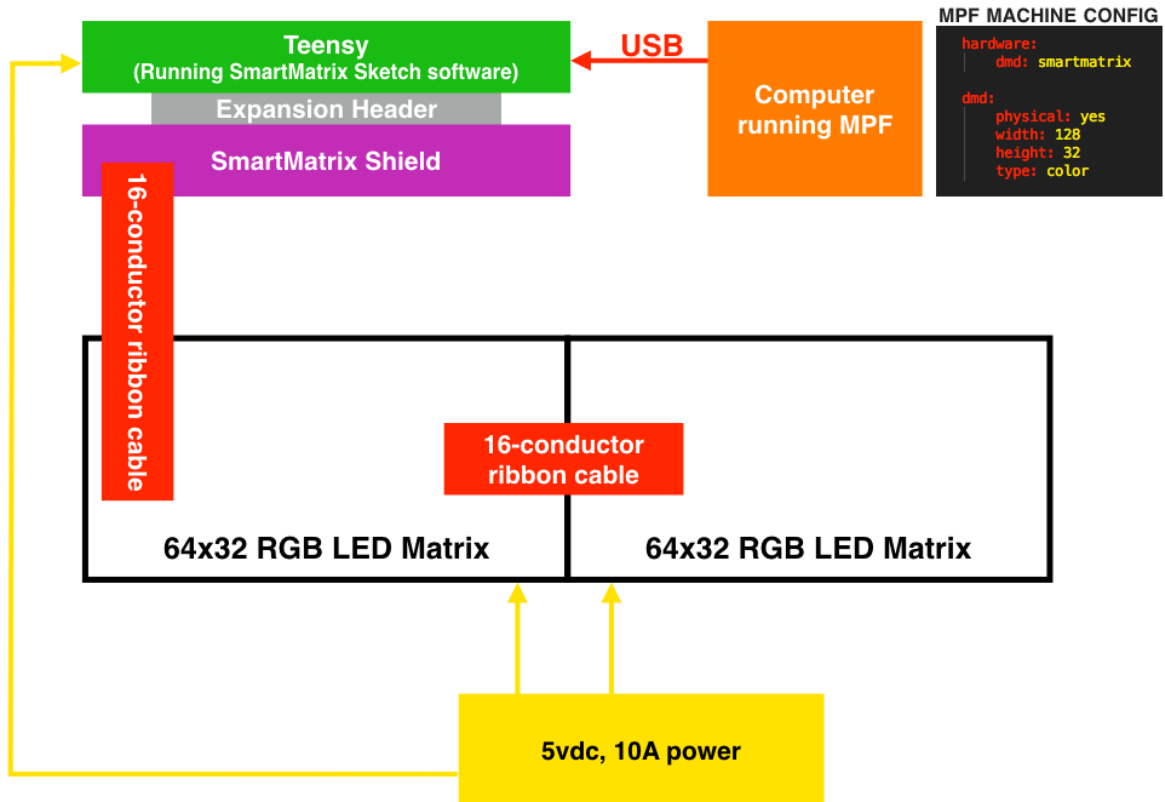 MPF MACHINE CONFIG
Teensy
(Running SmartMatrix Sketch software)
USB
Computer
running MPF
hardware:
dmd: smartmatrix
dmd:
physical: yes
width: 128
height: 32
type: color
Expansion Header
SmartMatrix Shield
16-conductor ribbon cable
16-conductor
ribbon cable
64x32 RGB LED Matrix
64x32 RGB LED Matrix
5vdc, 10A power